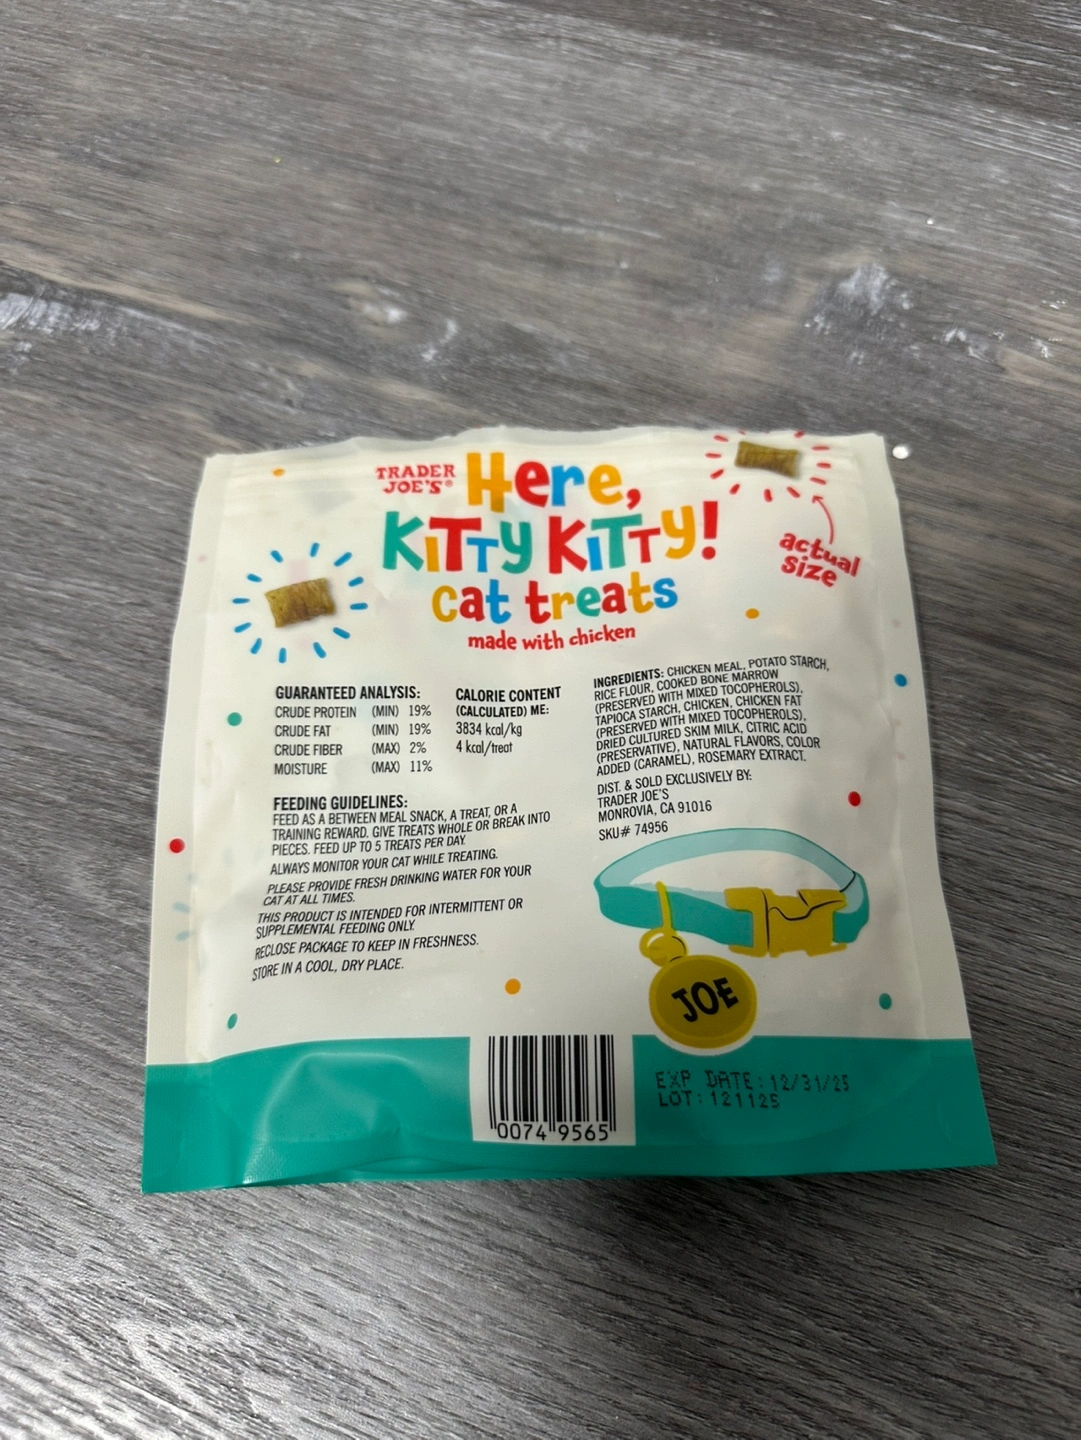 TRADER
JOE'S®
Here,
KiTTy KiTTy!
cat treats
made with chicken
actual
size
GUARANTEED ANALYSIS:
CRUDE PROTEIN (MIN) 19%
CRUDE FAT (MIN) 19%
CRUDE FIBER (MAX) 2%
MOISTURE (MAX) 11%
CALORIE CONTENT
(CALCULATED) ME:
3834 kcal/kg
4 kcal/treat
FEEDING GUIDELINES:
FEED AS A BETWEEN MEAL SNACK, A TREAT, OR A
TRAINING REWARD. GIVE TREATS WHOLE OR BREAK INTO
PIECES. FEED UP TO 5 TREATS PER DAY.
ALWAYS MONITOR YOUR CAT WHILE TREATING.
PLEASE PROVIDE FRESH DRINKING WATER FOR YOUR
CAT AT ALL TIMES.
THIS PRODUCT IS INTENDED FOR INTERMITTENT OR
SUPPLEMENTAL FEEDING ONLY.
RECLOSE PACKAGE TO KEEP IN FRESHNESS.
STORE IN A COOL, DRY PLACE.
INGREDIENTS: CHICKEN MEAL, POTATO STARCH,
RICE FLOUR, COOKED BONE MARROW
(PRESERVED WITH MIXED TOCOPHEROLS),
TAPIOCA STARCH, CHICKEN, CHICKEN FAT
(PRESERVED WITH MIXED TOCOPHEROLS),
DRIED CULTURED SKIM MILK, CITRIC ACID
(PRESERVATIVE), NATURAL FLAVORS, COLOR
ADDED (CARAMEL), ROSEMARY EXTRACT.
DIST. & SOLD EXCLUSIVELY BY:
TRADER JOE'S
MONROVIA, CA 91016
SKU# 74956
JOE
0074 9565
EXP DATE: 12/31/25
LOT: 121125